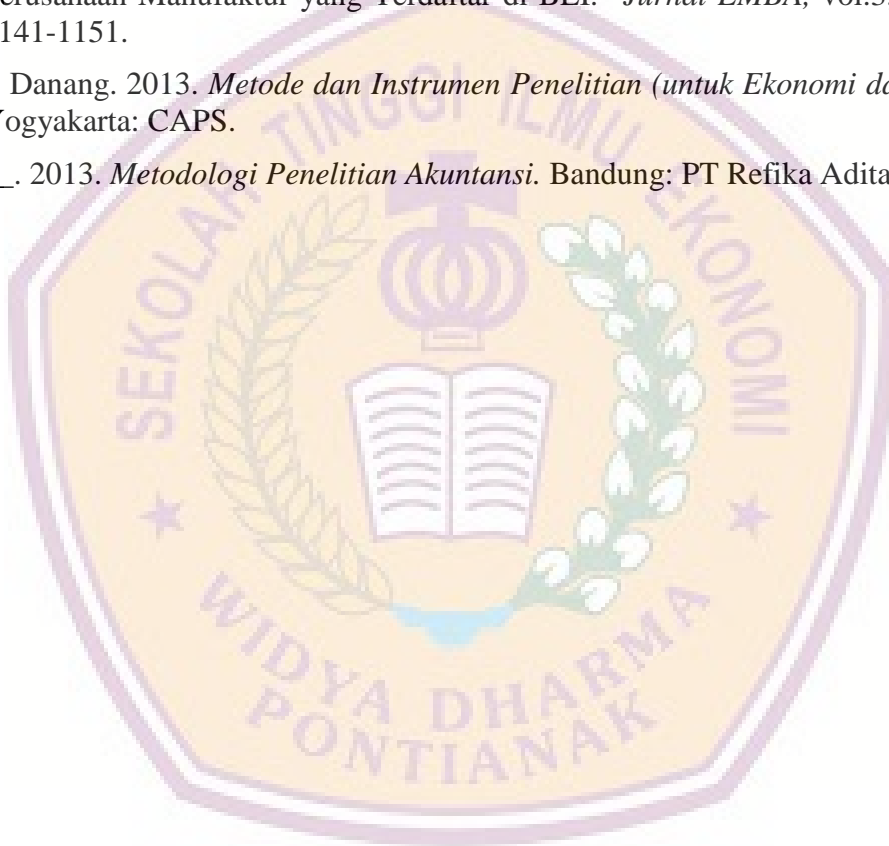 erusahaan Manufaktur yang Terdaftar di BEI." Jurnal EMBA, vol.3.
141-1151.
Danang. 2013. Metode dan Instrumen Penelitian (untuk Ekonomi da
Yogyakarta: CAPS.
_. 2013. Metodologi Penelitian Akuntansi. Bandung: PT Refika Adita
SEKOLAH TINGGI ILMU EKONOMI
WIDYA DHARMA
PONTIANAK